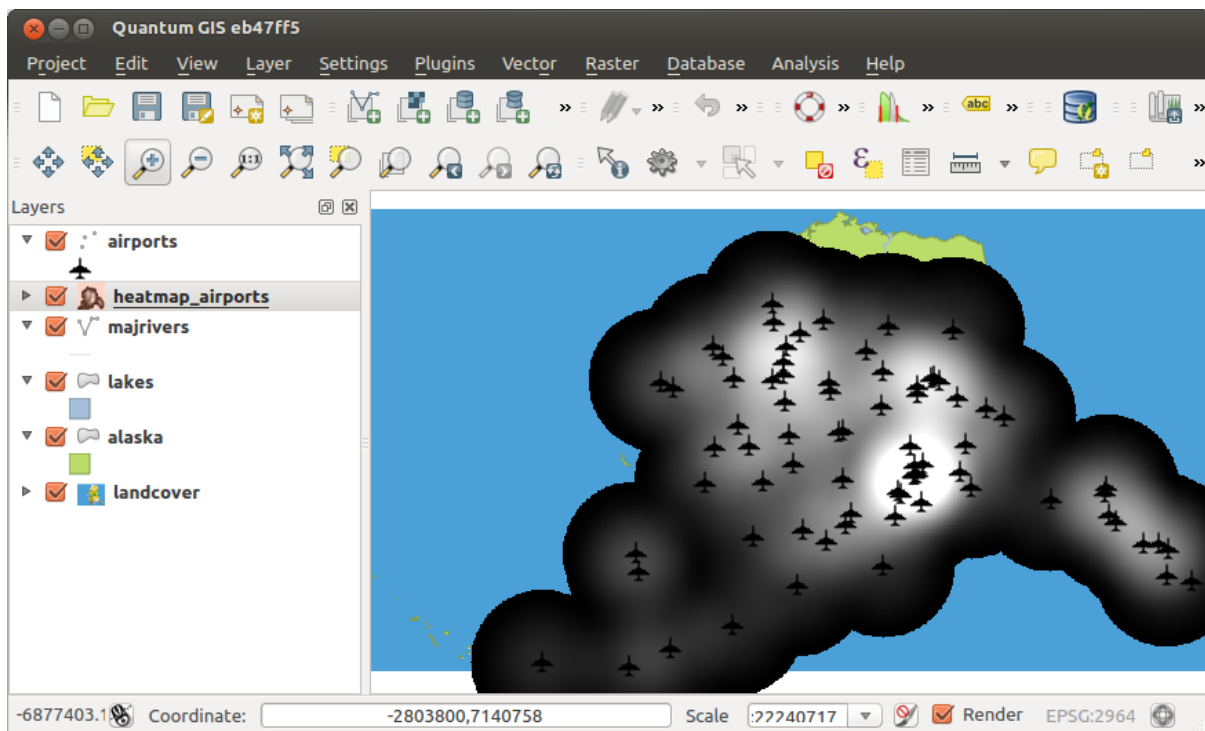 Quantum GIS eb47ff5
Project Edit View Layer Settings Plugins Vector Raster Database Analysis Help
abc
1:1
Layers
airports
heatmap_airports
majrivers
lakes
alaska
landcover
-6877403.1 Coordinate: -2803800,7140758 Scale :22240717 Render EPSG:2964